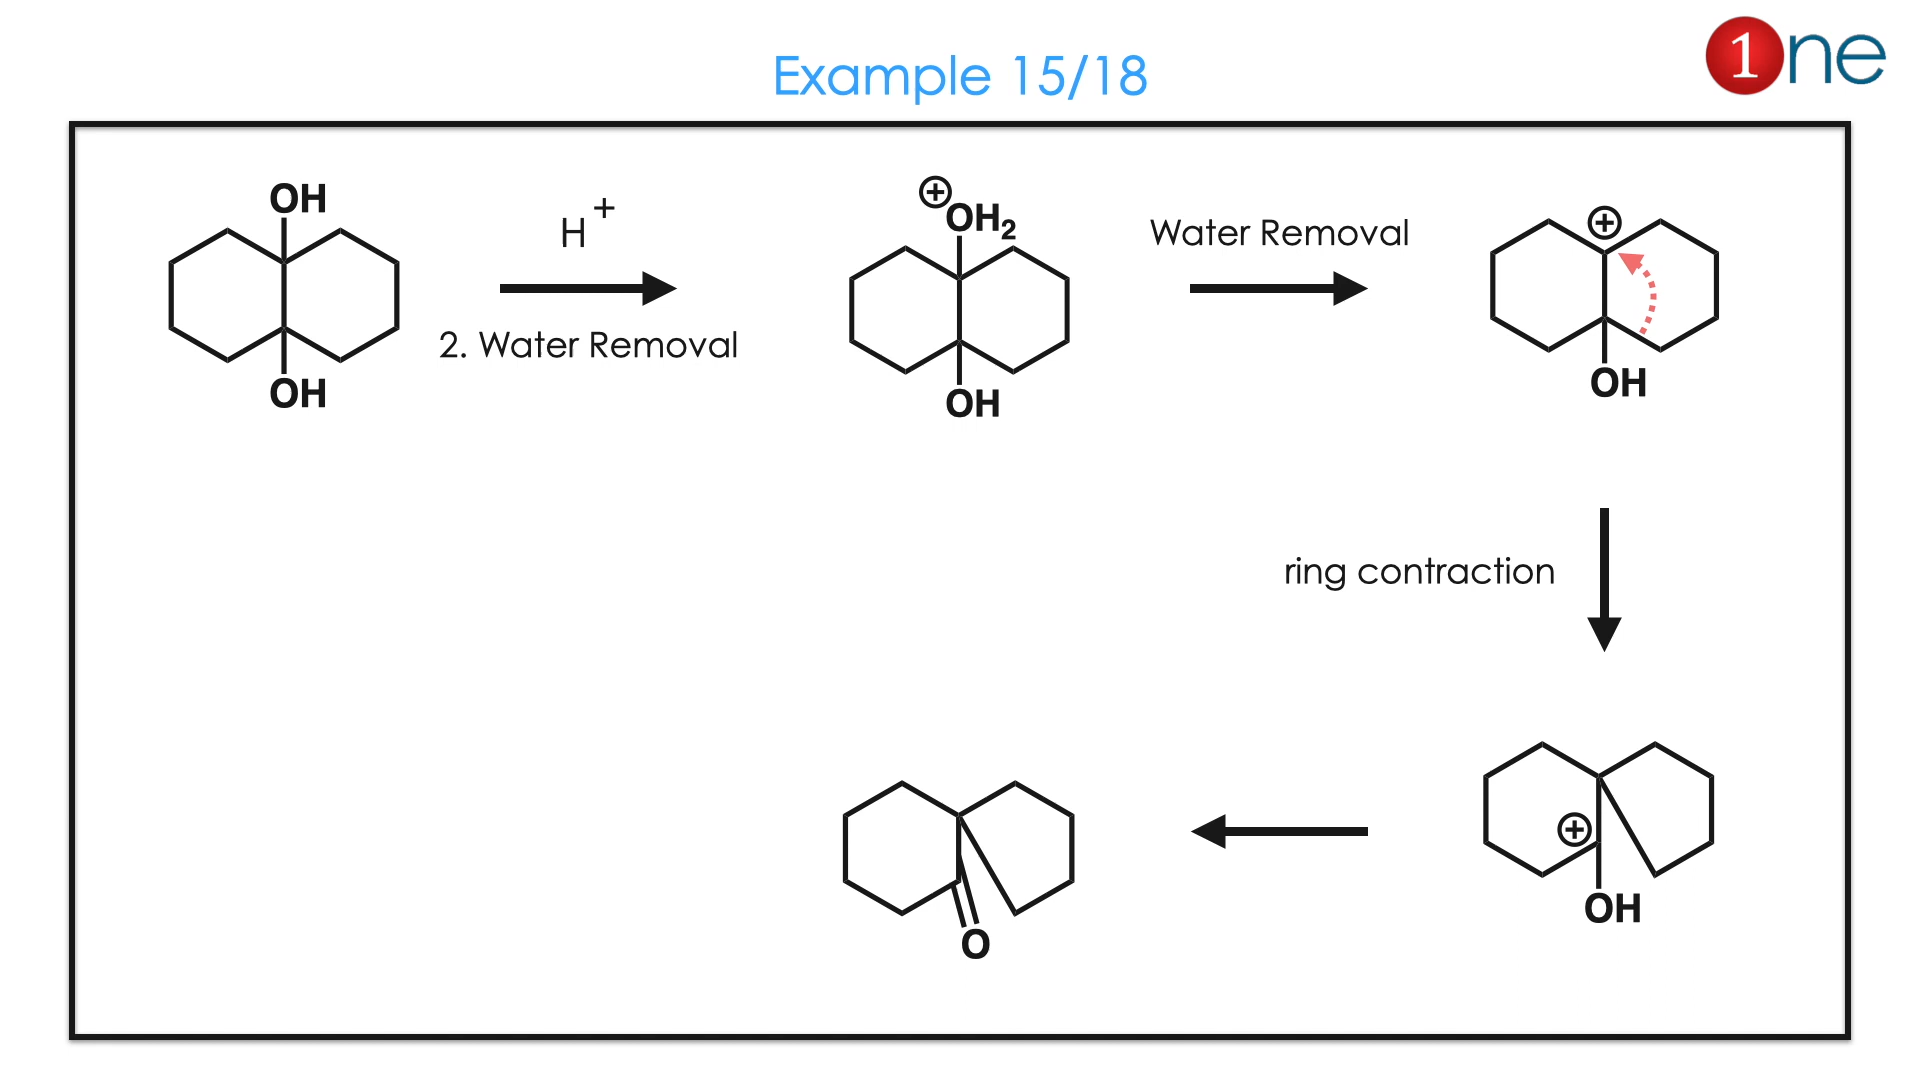 Example 15/18
1ne
OH
OH
H+
2. Water Removal
⊕
OH2
OH
Water Removal
⊕
OH
ring contraction
⊕
OH
O